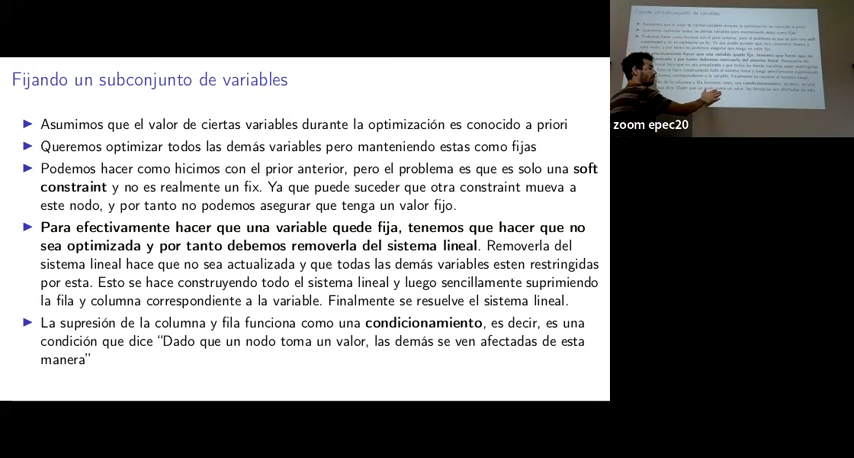 Fijando un subconjunto de variables
Asumimos que el valor de ciertas variables durante la optimización es conocido a priori
Queremos optimizar todos las demás variables pero manteniendo estas como fijas
Podemos hacer como hicimos con el prior anterior, pero el problema es que es solo una soft
constraint y no es realmente un fix. Ya que puede suceder que otra constraint mueva a
este nodo, y por tanto no podemos asegurar que tenga un valor fijo.
Para efectivamente hacer que una variable quede fija, tenemos que hacer que no
sea optimizada y por tanto debemos removerla del sistema lineal. Removerla del
sistema lineal hace que no sea actualizada y que todas las demás variables esten restringidas
por esta. Esto se hace construyendo todo el sistema lineal y luego sencillamente suprimiendo
la fila y columna correspondiente a la variable. Finalmente se resuelve el sistema lineal.
La supresión de la columna y fila funciona como una condicionamiento, es decir, es una
condición que dice “Dado que un nodo toma un valor, las demás se ven afectadas de esta
manera”
zoom epec20